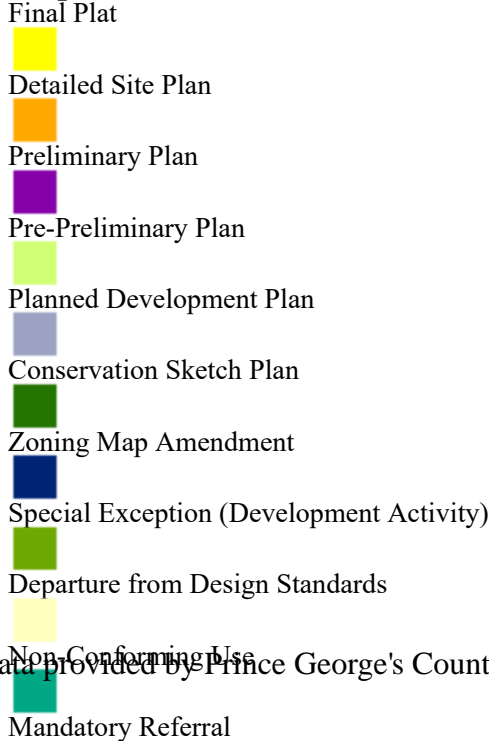 Final Plat
Detailed Site Plan
Preliminary Plan
Pre-Preliminary Plan
Planned Development Plan
Conservation Sketch Plan
Zoning Map Amendment
Special Exception (Development Activity)
Departure from Design Standards
Non-Conforming Use
ata provided by Prince George's Count
Mandatory Referral